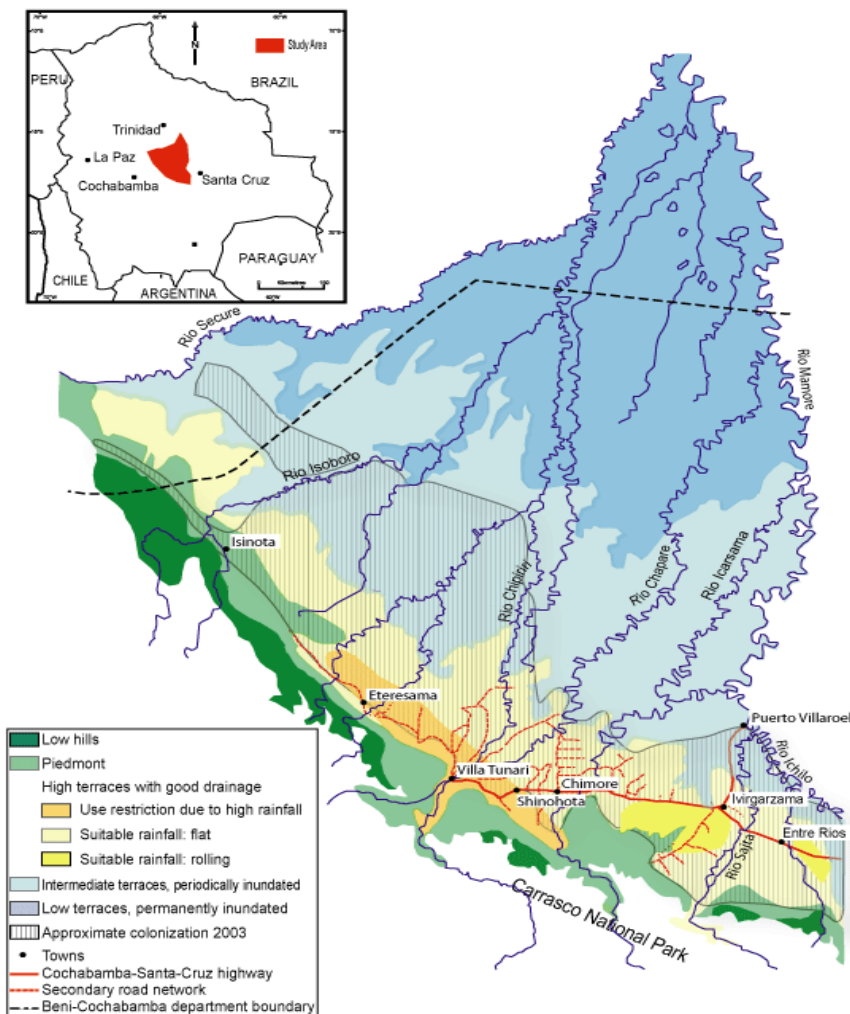 N
Study Area
PERU
BRAZIL
Trinidad
La Paz
Cochabamba
Santa Cruz
PARAGUAY
CHILE
ARGENTINA
Rio Secure
Rio Mamore
Rio Isoboro
Isinota
Rio Chipiriri
Rio Chapare
Rio Icarsama
Eteresama
Puerto Villaroel
Rio Ichilo
Villa Tunari
Chimore
Shinohota
Ivirgarzama
Entre Rios
Rio Sajta
Carrasco National Park
Low hills
Piedmont
High terraces with good drainage
Use restriction due to high rainfall
Suitable rainfall: flat
Suitable rainfall: rolling
Intermediate terraces, periodically inundated
Low terraces, permanently inundated
Approximate colonization 2003
Towns
Cochabamba-Santa-Cruz highway
Secondary road network
Beni-Cochabamba department boundary